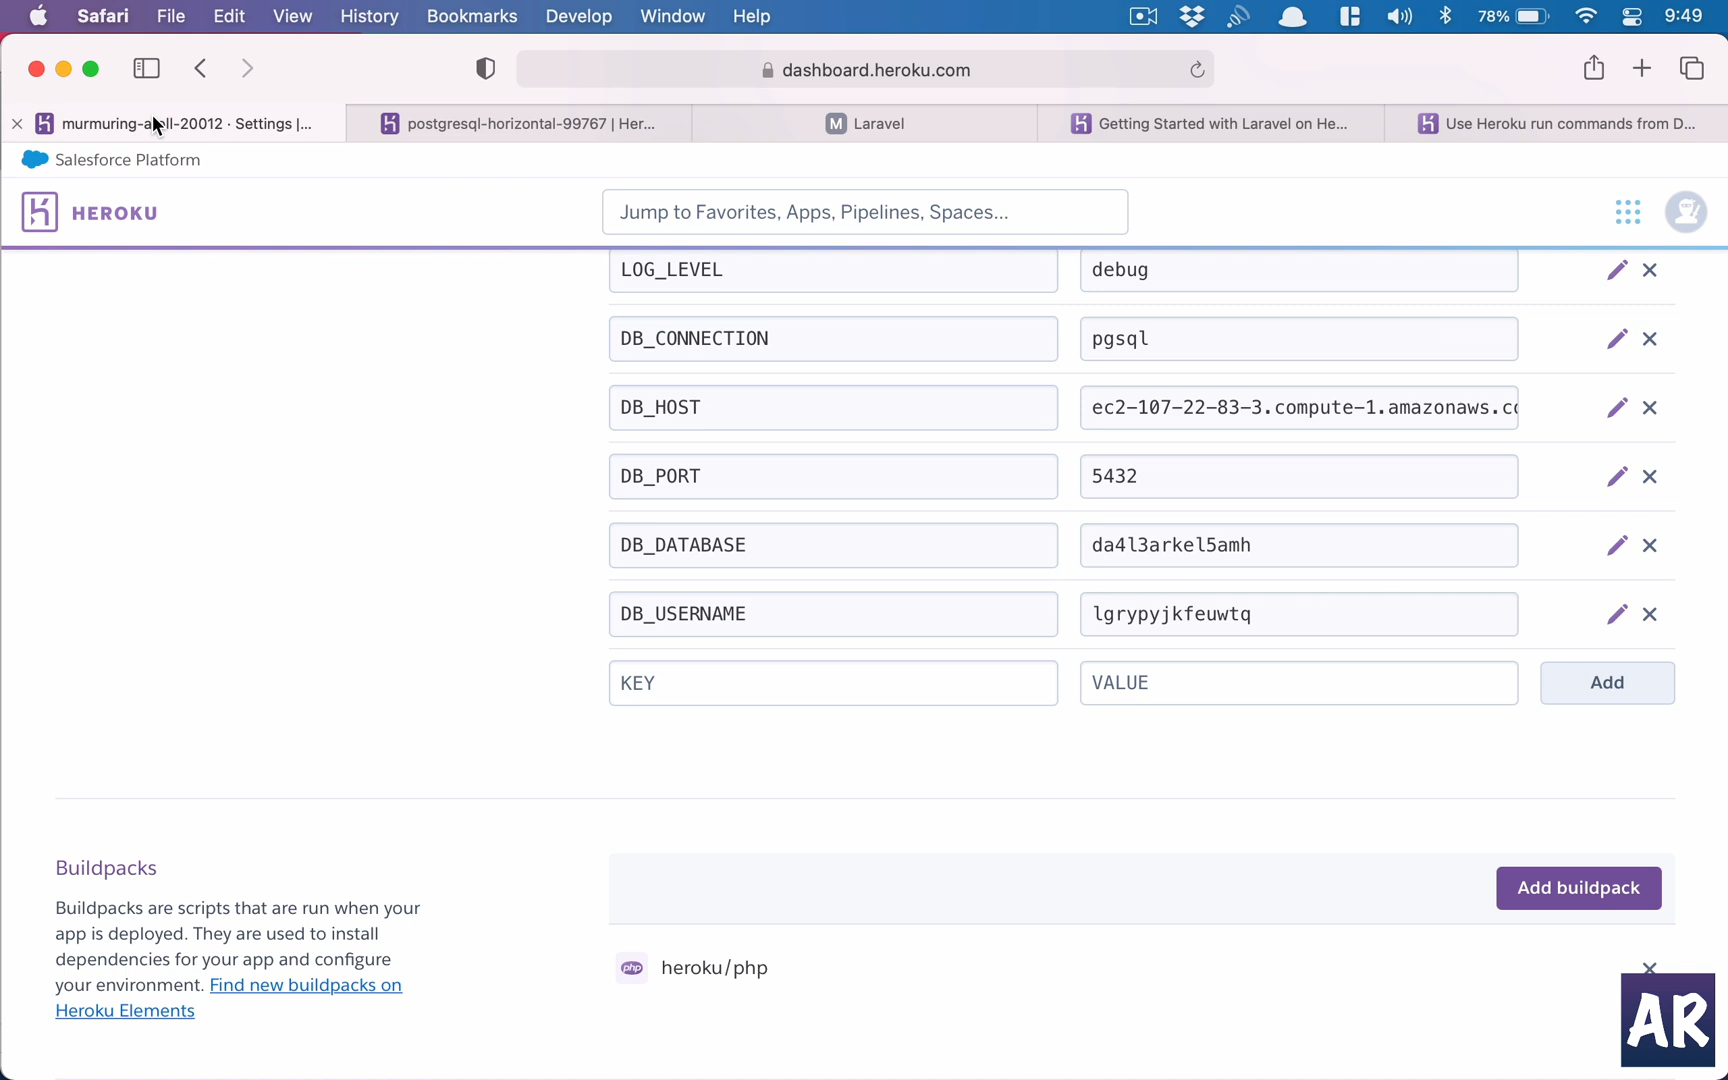 Safari File Edit View History Bookmarks Develop Window Help 78% 9:49
dashboard.heroku.com
murmuring- ll-20012 · Settings |... postgresql-horizontal-99767 | Her... M Laravel Getting Started with Laravel on He... Use Heroku run commands from D...
Salesforce Platform
HEROKU Jump to Favorites, Apps, Pipelines, Spaces...
LOG_LEVEL debug
DB_CONNECTION pgsql
DB_HOST ec2-107-22-83-3.compute-1.amazonaws.co
DB_PORT 5432
DB_DATABASE da4l3arkel5amh
DB_USERNAME lgrypyjkfeuwtq
KEY VALUE Add
Buildpacks
Add buildpack
Buildpacks are scripts that are run when your
app is deployed. They are used to install
dependencies for your app and configure
your environment. Find new buildpacks on
Heroku Elements
php heroku/php
AR